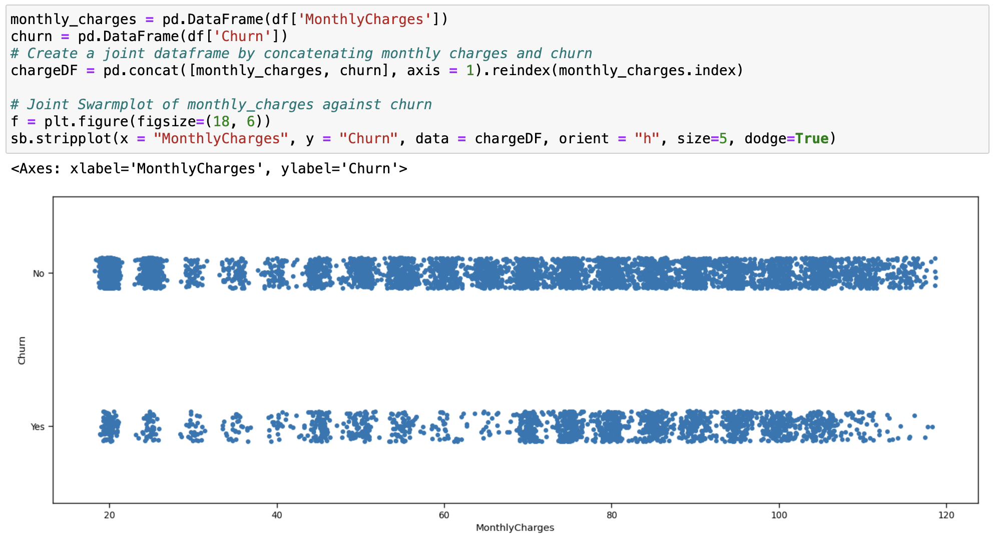 monthly_charges = pd.DataFrame(df['MonthlyCharges'])
churn = pd.DataFrame(df['Churn'])
# Create a joint dataframe by concatenating monthly charges and churn
chargeDF = pd.concat([monthly_charges, churn], axis = 1).reindex(monthly_charges.index)
# Joint Swarmplot of monthly_charges against churn
f = plt.figure(figsize=(18, 6))
sb.stripplot(x = "MonthlyCharges", y = "Churn", data = chargeDF, orient = "h", size=5, dodge=True)
<Axes: xlabel='MonthlyCharges', ylabel='Churn'>
No
Churn
Yes
20 40 60 80 100 120
MonthlyCharges